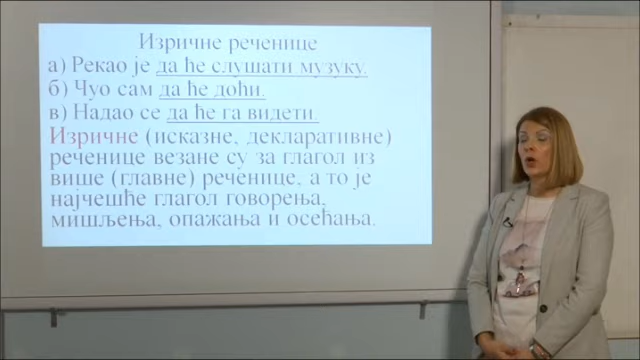 Изричне реченице
а) Рекао је да ће слушати музуку.
б) Чуо сам да ће доћи.
в) Надао се да ће га видети.
Изричне (исказне, декларативне)
реченице везане су за глагол из
више (главне) реченице, а то је
најчешће глагол говорења,
мишљења, опажања и осећања.